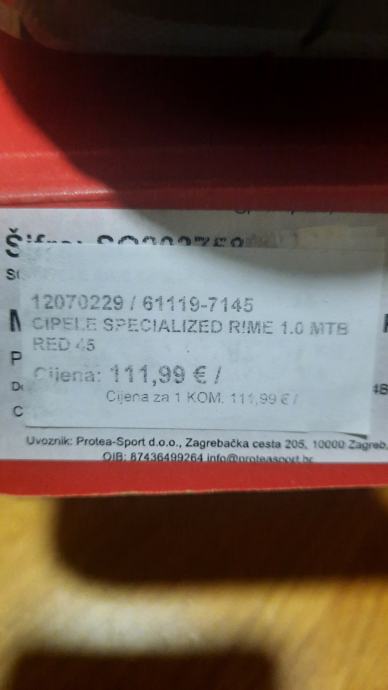 Šifra:
12070229 / 61119-7145
CIPELE SPECIALIZED RIME 1.0 MTB
RED 45
Cijena: 111,99 € /
Cijena za 1 KOM. 111,99 € /
Uvoznik: Protea-Sport d.o.o., Zagrebačka cesta 205, 10000 Zagreb,
OIB: 87436499264 info@proteasport.hr